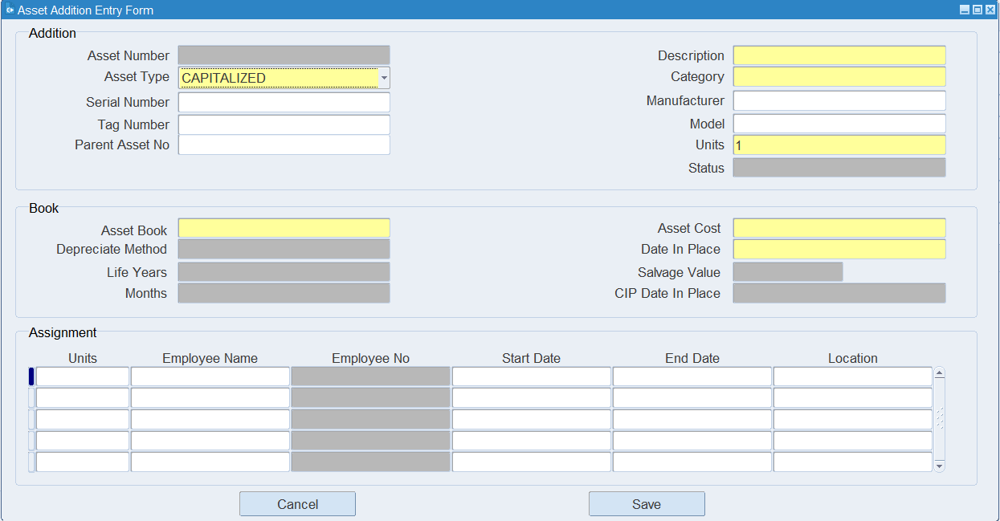 Asset Addition Entry Form
Addition
Asset Number
Description
Asset Type CAPITALIZED
Category
Serial Number
Manufacturer
Tag Number
Model
Parent Asset No
Units 1
Status
Book
Asset Book
Asset Cost
Depreciate Method
Date In Place
Life Years
Salvage Value
Months
CIP Date In Place
Assignment
Units Employee Name Employee No Start Date End Date Location
Cancel Save